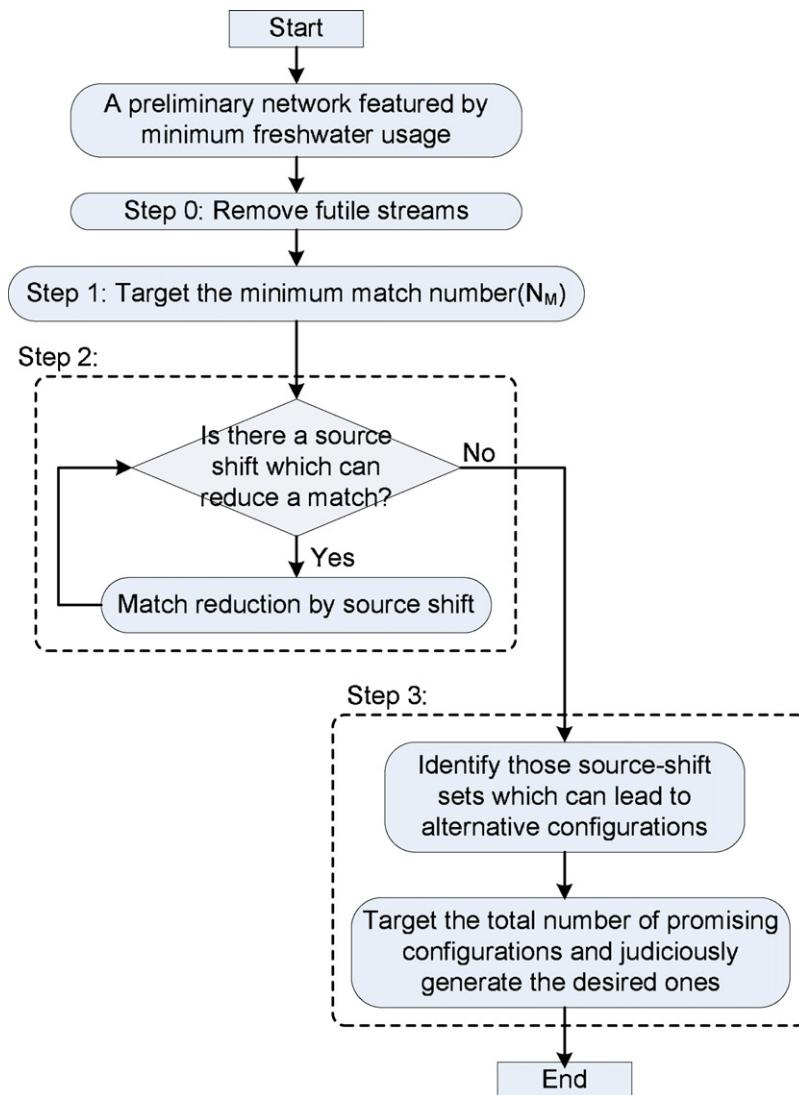 Start
A preliminary network featured by
minimum freshwater usage
Step 0: Remove futile streams
Step 1: Target the minimum match number(NM)
Step 2:
Is there a source
shift which can
reduce a match?
No
Yes
Match reduction by source shift
Step 3:
Identify those source-shift
sets which can lead to
alternative configurations
Target the total number of promising
configurations and judiciously
generate the desired ones
End